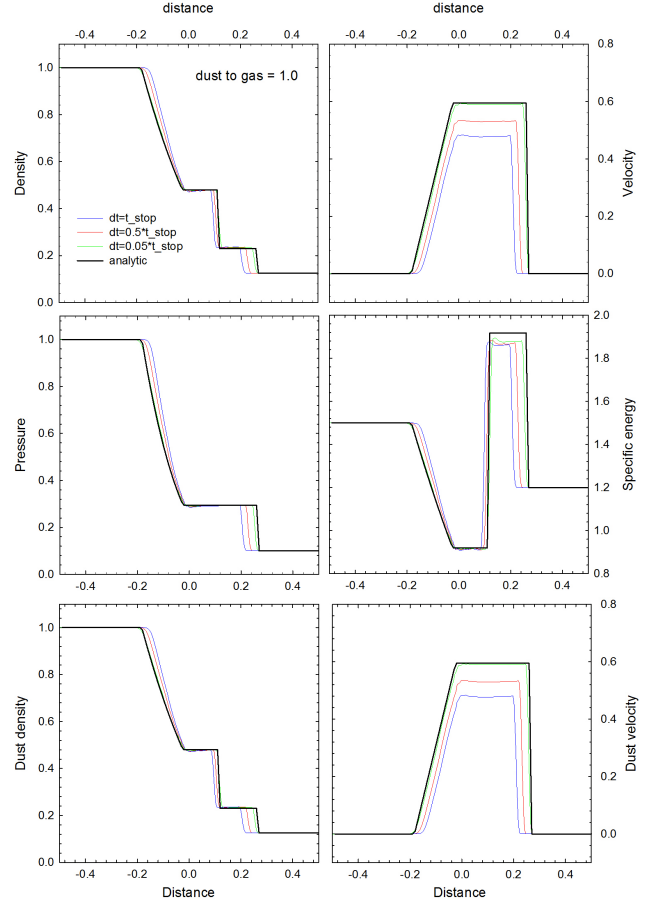 distance distance
-0.4 -0.2 0.0 0.2 0.4 -0.4 -0.2 0.0 0.2 0.4
Density
1.0
0.8
0.6
0.4
0.2
0.0
dust to gas = 1.0
dt=t_stop
dt=0.5*t_stop
dt=0.05*t_stop
analytic
0.8
0.6
0.4
0.2
0.0
Velocity
Pressure
1.0
0.8
0.6
0.4
0.2
0.0
-0.4 -0.2 0.0 0.2 0.4
2.0
1.8
1.6
1.4
1.2
1.0
0.8
Specific energy
-0.4 -0.2 0.0 0.2 0.4
Dust density
1.0
0.8
0.6
0.4
0.2
0.0
-0.4 -0.2 0.0 0.2 0.4
Distance
0.8
0.6
0.4
0.2
0.0
Dust velocity
-0.4 -0.2 0.0 0.2 0.4
Distance